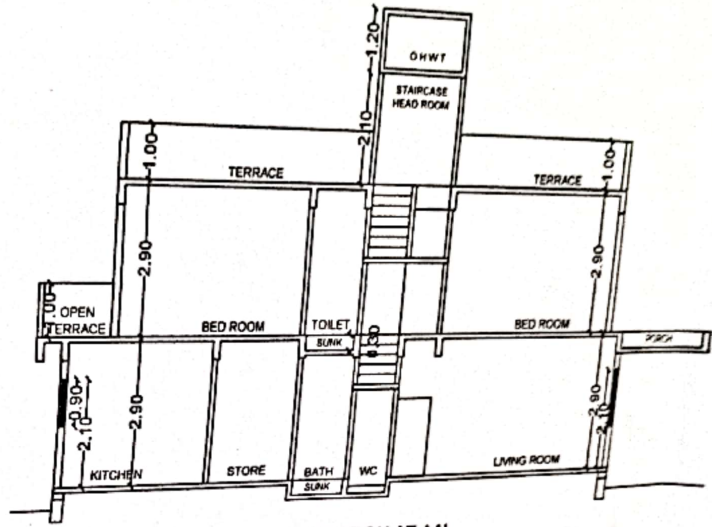 1.20
OHWT
STAIRCASE
HEAD ROOM
2.10
1.00
TERRACE
TERRACE
1.00
2.90
2.90
OPEN
TERRACE
BED ROOM
TOILET
SUNK
0.30
BED ROOM
PORCH
0.90
2.10
2.90
2.90
2.10
KITCHEN
STORE
BATH
SUNK
WC
LIVING ROOM